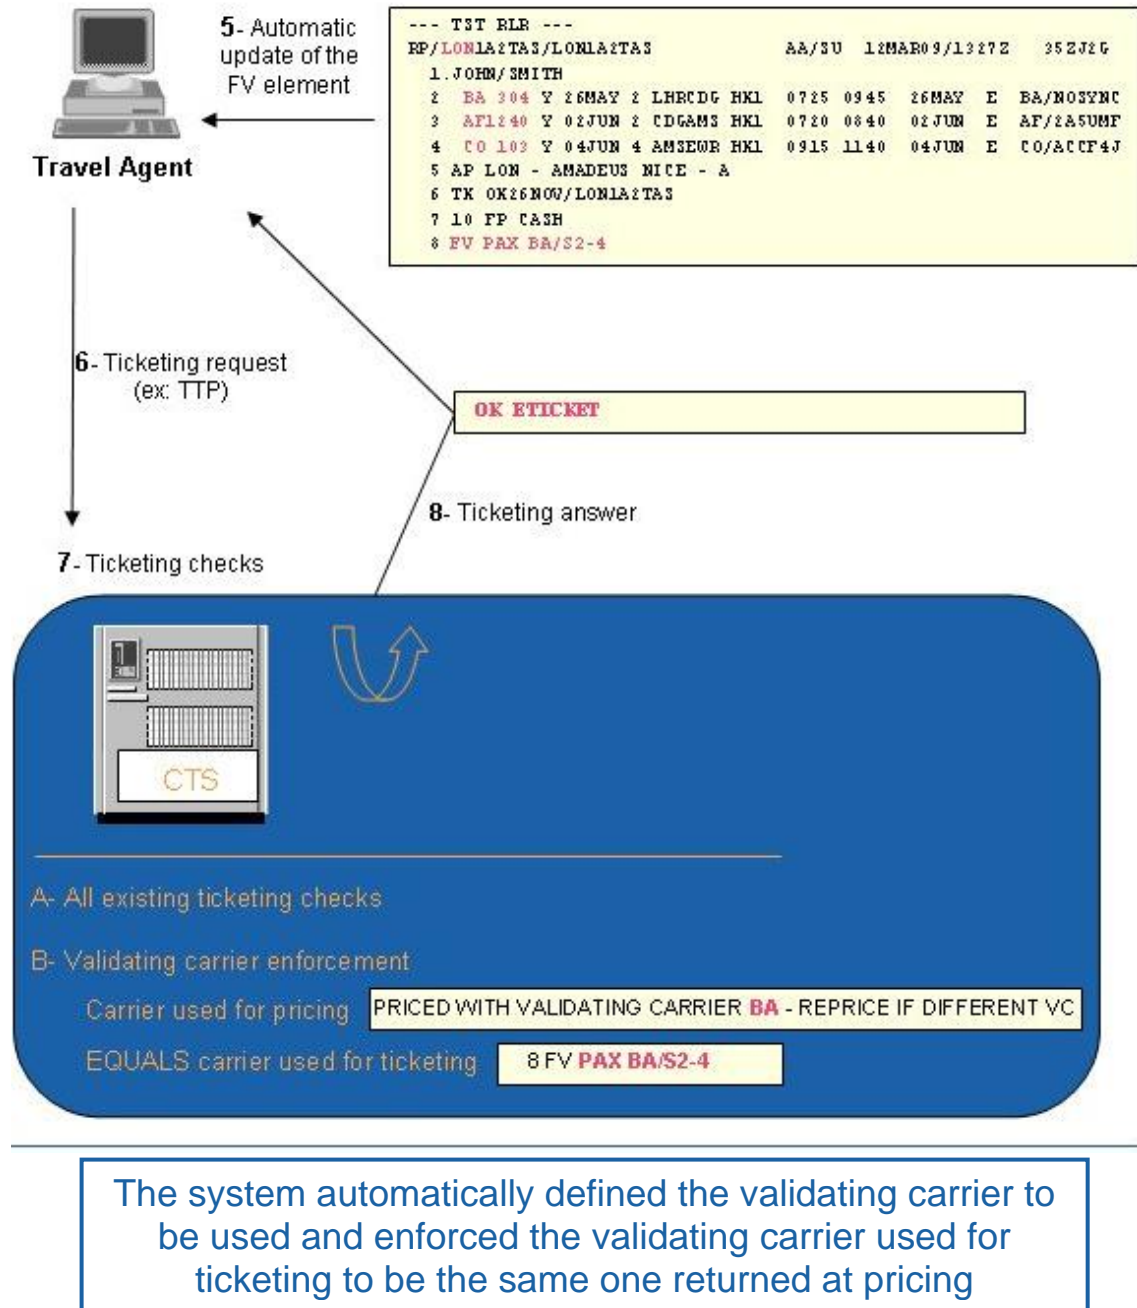 5- Automatic
update of the
FV element
--- TST RLR ---
RP/LON1A2TAS/LON1A2TAS AA/SU 12MAR09/1327Z 35ZJ2G
1.JOHN/SMITH
2 BA 304 Y 26MAY 2 LHRCDG HK1 0725 0945 26MAY E BA/NOSYNC
3 AF1240 Y 02JUN 2 CDGAMS HK1 0720 0840 02JUN E AF/2A5UMF
4 CO 103 Y 04JUN 4 AMSEWR HK1 0915 1140 04JUN E CO/ACCF4J
5 AP LON - AMADEUS NICE - A
6 TK OK26NOV/LON1A2TAS
7 10 FP CASH
8 FV PAX BA/S2-4
Travel Agent
6- Ticketing request
(ex: TTP)
OK ETICKET
8- Ticketing answer
7- Ticketing checks
CTS
A- All existing ticketing checks
B- Validating carrier enforcement
Carrier used for pricing PRICED WITH VALIDATING CARRIER BA - REPRICE IF DIFFERENT VC
EQUALS carrier used for ticketing 8 FV PAX BA/S2-4
The system automatically defined the validating carrier to
be used and enforced the validating carrier used for
ticketing to be the same one returned at pricing